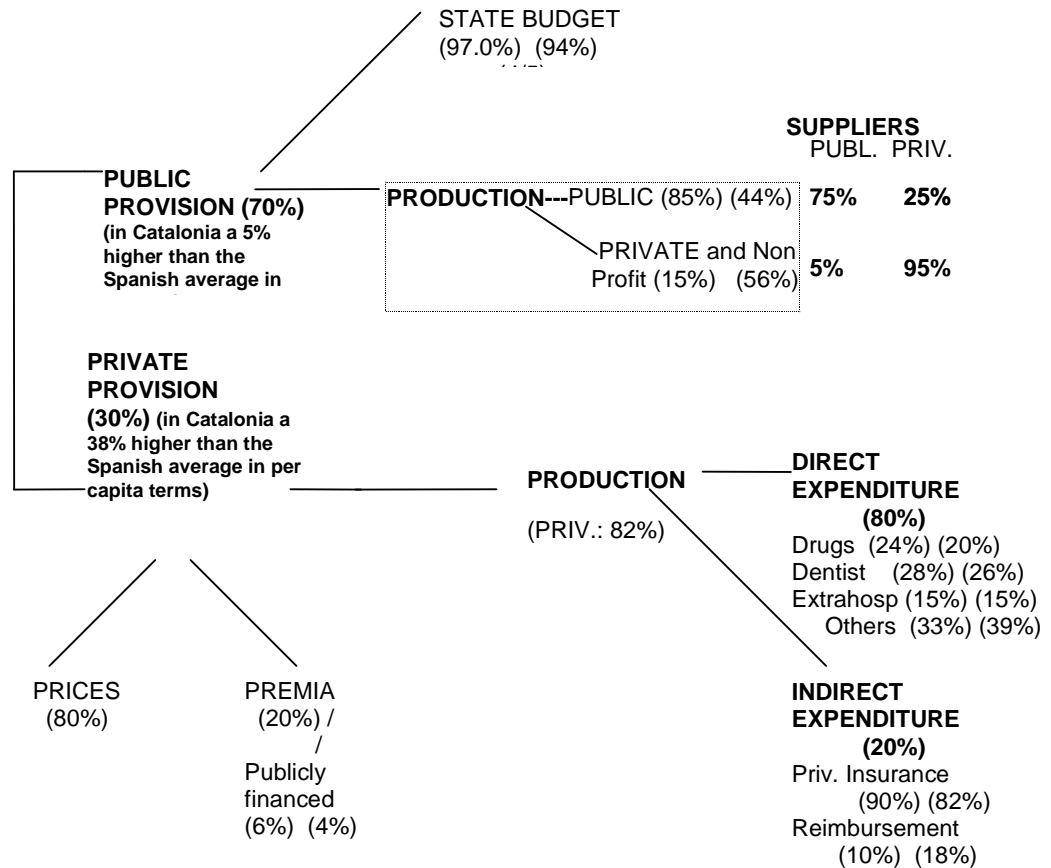 STATE BUDGET
(97.0%) (94%)
SUPPLIERS
PUBL. PRIV.
PUBLIC
PROVISION (70%)
(in Catalonia a 5%
higher than the
Spanish average in
PRODUCTION---PUBLIC (85%) (44%) 75% 25%
PRIVATE and Non
Profit (15%) (56%) 5% 95%
PRIVATE
PROVISION
(30%) (in Catalonia a
38% higher than the
Spanish average in per
capita terms)
PRODUCTION
(PRIV.: 82%)
DIRECT
EXPENDITURE
(80%)
Drugs (24%) (20%)
Dentist (28%) (26%)
Extrahosp (15%) (15%)
Others (33%) (39%)
PRICES
(80%)
PREMIA
(20%) /
/
Publicly
financed
(6%) (4%)
INDIRECT
EXPENDITURE
(20%)
Priv. Insurance
(90%) (82%)
Reimbursement
(10%) (18%)